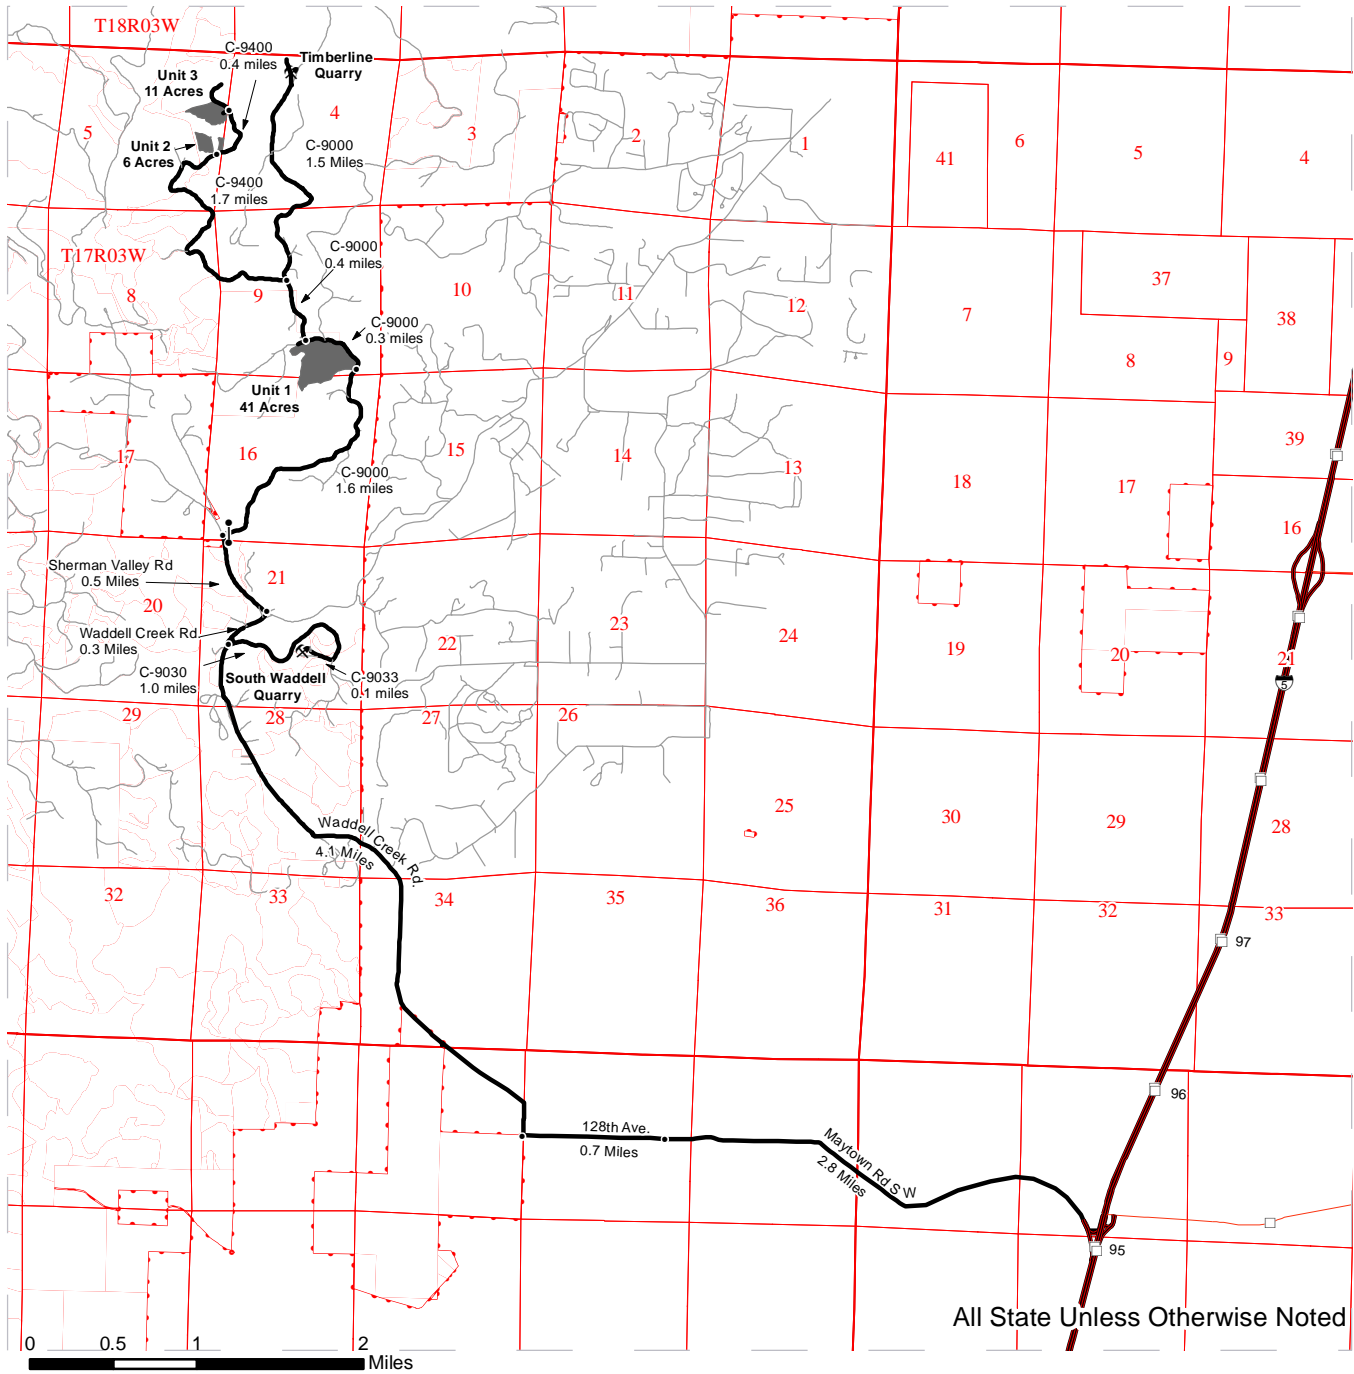 T18R03W
C-9400
0.4 miles
Timberline
Quarry
Unit 3
11 Acres
4
5
3
2
1
6
41
5
4
Unit 2
6 Acres
C-9000
1.5 Miles
C-9400
1.7 miles
T17R03W
C-9000
0.4 miles
8
9
10
11
12
7
37
38
C-9000
0.3 miles
8
9
Unit 1
41 Acres
17
16
15
14
13
18
17
39
16
C-9000
1.6 miles
Sherman Valley Rd
0.5 Miles
21
20
Waddell Creek Rd
0.3 Miles
22
23
24
19
20
21
5
C-9030
1.0 miles
South Waddell
Quarry
C-9033
0.1 miles
29
28
27
26
25
30
29
28
Waddell Creek Rd.
4.1 Miles
32
33
34
35
36
31
32
33
97
96
128th Ave.
0.7 Miles
Maytown Rd S W
2.8 Miles
95
All State Unless Otherwise Noted
0 0.5 1 2
Miles